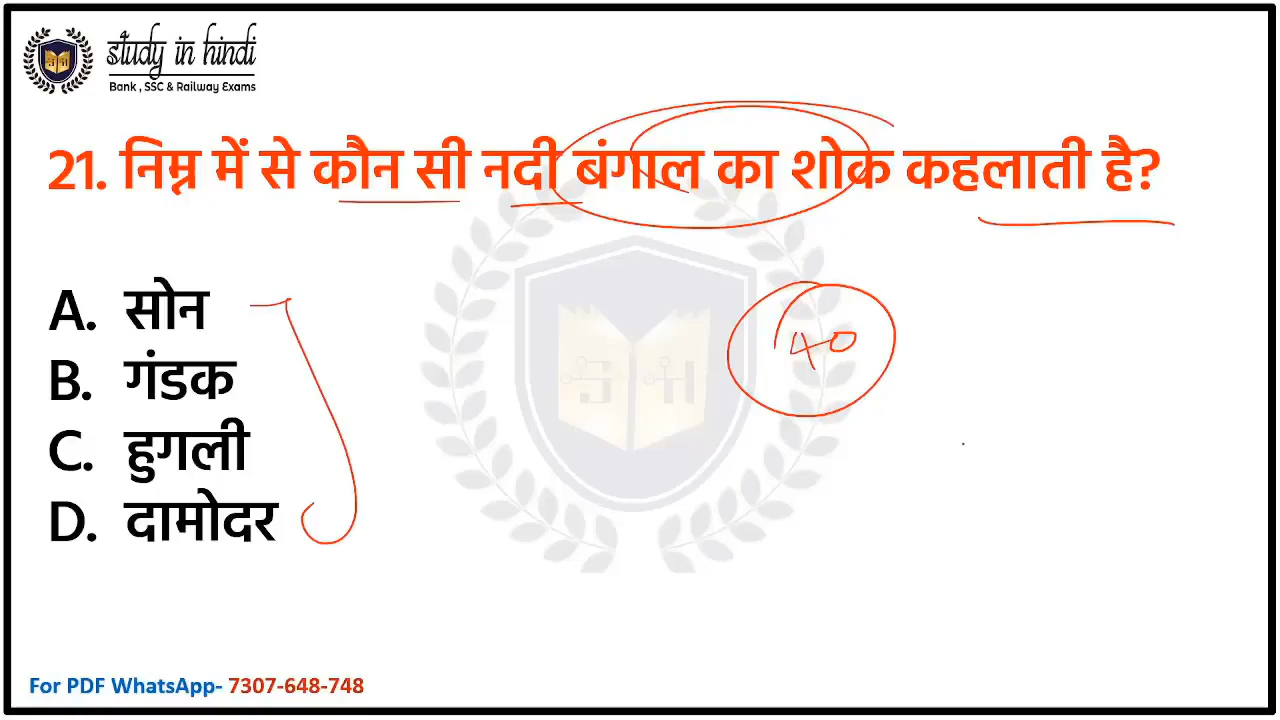 study in hindi
Bank , SSC & Railway Exams
21. निम्न में से कौन सी नदी बंगाल का शोक कहलाती है?
A. सोन
40
B. गंडक
C. हुगली
D. दामोदर
For PDF WhatsApp- 7307-648-748